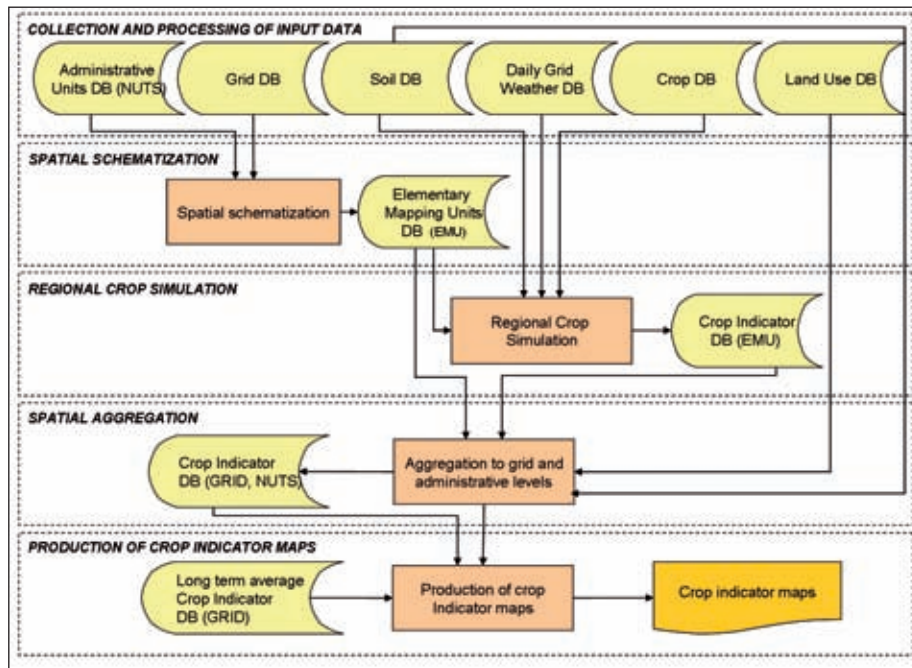 COLLECTION AND PROCESSING OF INPUT DATA
Administrative
Units DB (NUTS)
Grid DB
Soil DB
Daily Grid
Weather DB
Crop DB
Land Use DB
SPATIAL SCHEMATIZATION
Spatial schematization
Elementary
Mapping Units
DB (EMU)
REGIONAL CROP SIMULATION
Regional Crop
Simulation
Crop Indicator
DB (EMU)
SPATIAL AGGREGATION
Crop Indicator
DB (GRID, NUTS)
Aggregation to grid and
administrative levels
PRODUCTION OF CROP INDICATOR MAPS
Long term average
Crop Indicator
DB (GRID)
Production of crop
Indicator maps
Crop indicator maps